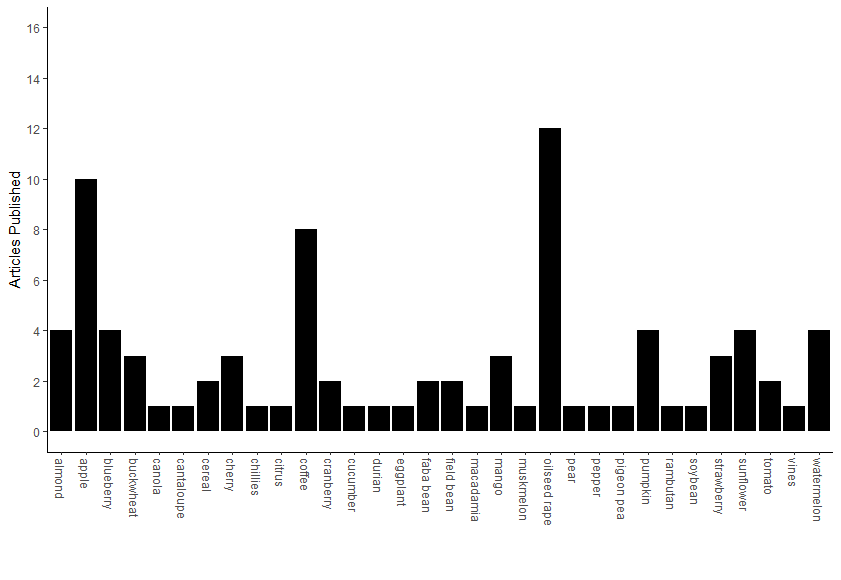 Articles Published
16
14
12
10
8
6
4
2
0
almond
apple
blueberry
buckwheat
canola
cantaloupe
cereal
cherry
chillies
citrus
coffee
cranberry
cucumber
durian
eggplant
faba bean
field bean
macadamia
mango
muskmelon
oilseed rape
pear
pepper
pigeon pea
pumpkin
rambutan
soybean
strawberry
sunflower
tomato
vines
watermelon